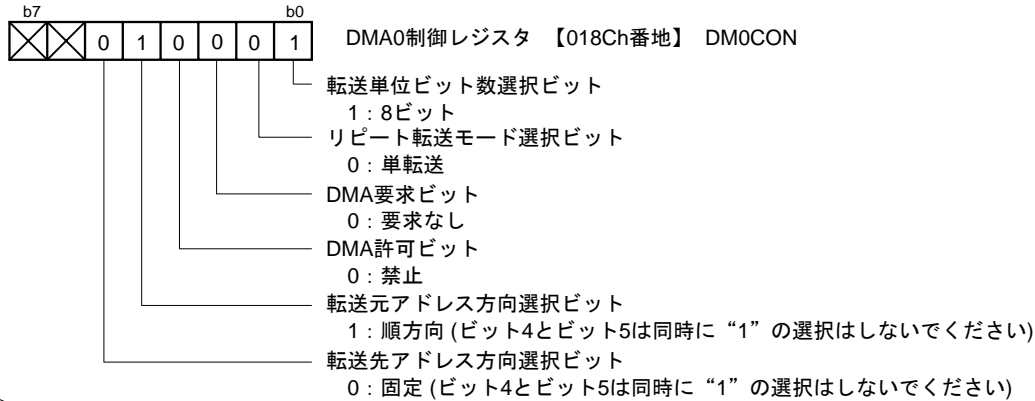 b7 b0
0 1 0 0 0 1 DMA0制御レジスタ 【018Ch番地】 DM0CON
転送単位ビット数選択ビット
1：8ビット
リピート転送モード選択ビット
0：単転送
DMA要求ビット
0：要求なし
DMA許可ビット
0：禁止
転送元アドレス方向選択ビット
1：順方向 (ビット4とビット5は同時に“1”の選択はしないでください)
転送先アドレス方向選択ビット
0：固定 (ビット4とビット5は同時に“1”の選択はしないでください)